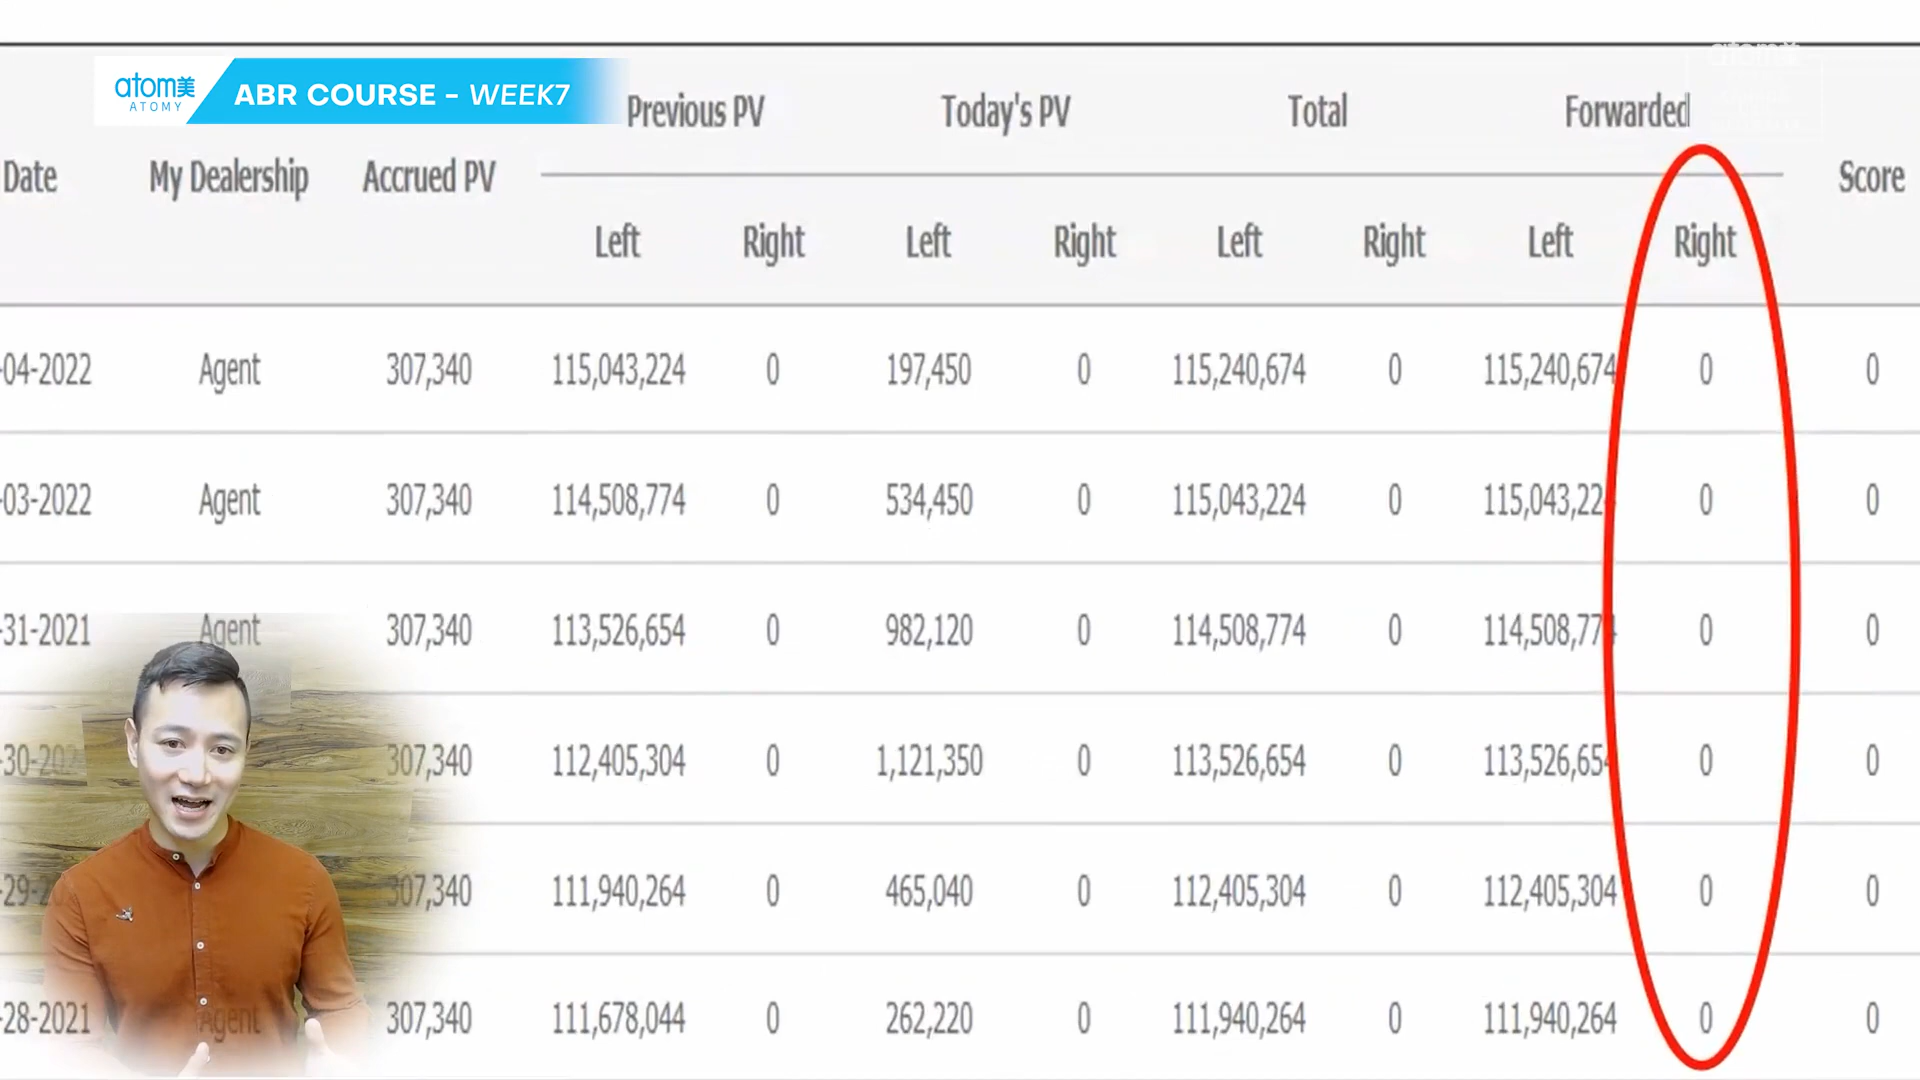 atom美
ATOMY
ABR COURSE - WEEK7
Previous PV Today's PV Total Forwarded
Date My Dealership Accrued PV Score
Left Right Left Right Left Right Left Right
-04-2022 Agent 307,340 115,043,224 0 197,450 0 115,240,674 0 115,240,674 0 0
-03-2022 Agent 307,340 114,508,774 0 534,450 0 115,043,224 0 115,043,22 0 0
-31-2021 Agent 307,340 113,526,654 0 982,120 0 114,508,774 0 114,508,774 0 0
-30-202 307,340 112,405,304 0 1,121,350 0 113,526,654 0 113,526,654 0 0
-29-2 307,340 111,940,264 0 465,040 0 112,405,304 0 112,405,304 0 0
-28-2021 Agent 307,340 111,678,044 0 262,220 0 111,940,264 0 111,940,264 0 0